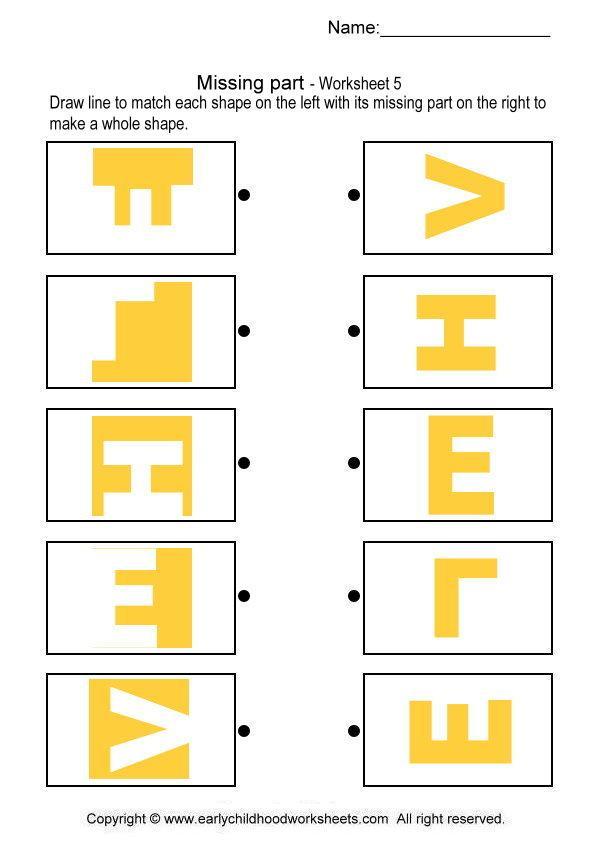 Name:_________________
Missing part - Worksheet 5
Draw line to match each shape on the left with its missing part on the right to
make a whole shape.
Copyright © www.earlychildhoodworksheets.com All right reserved.